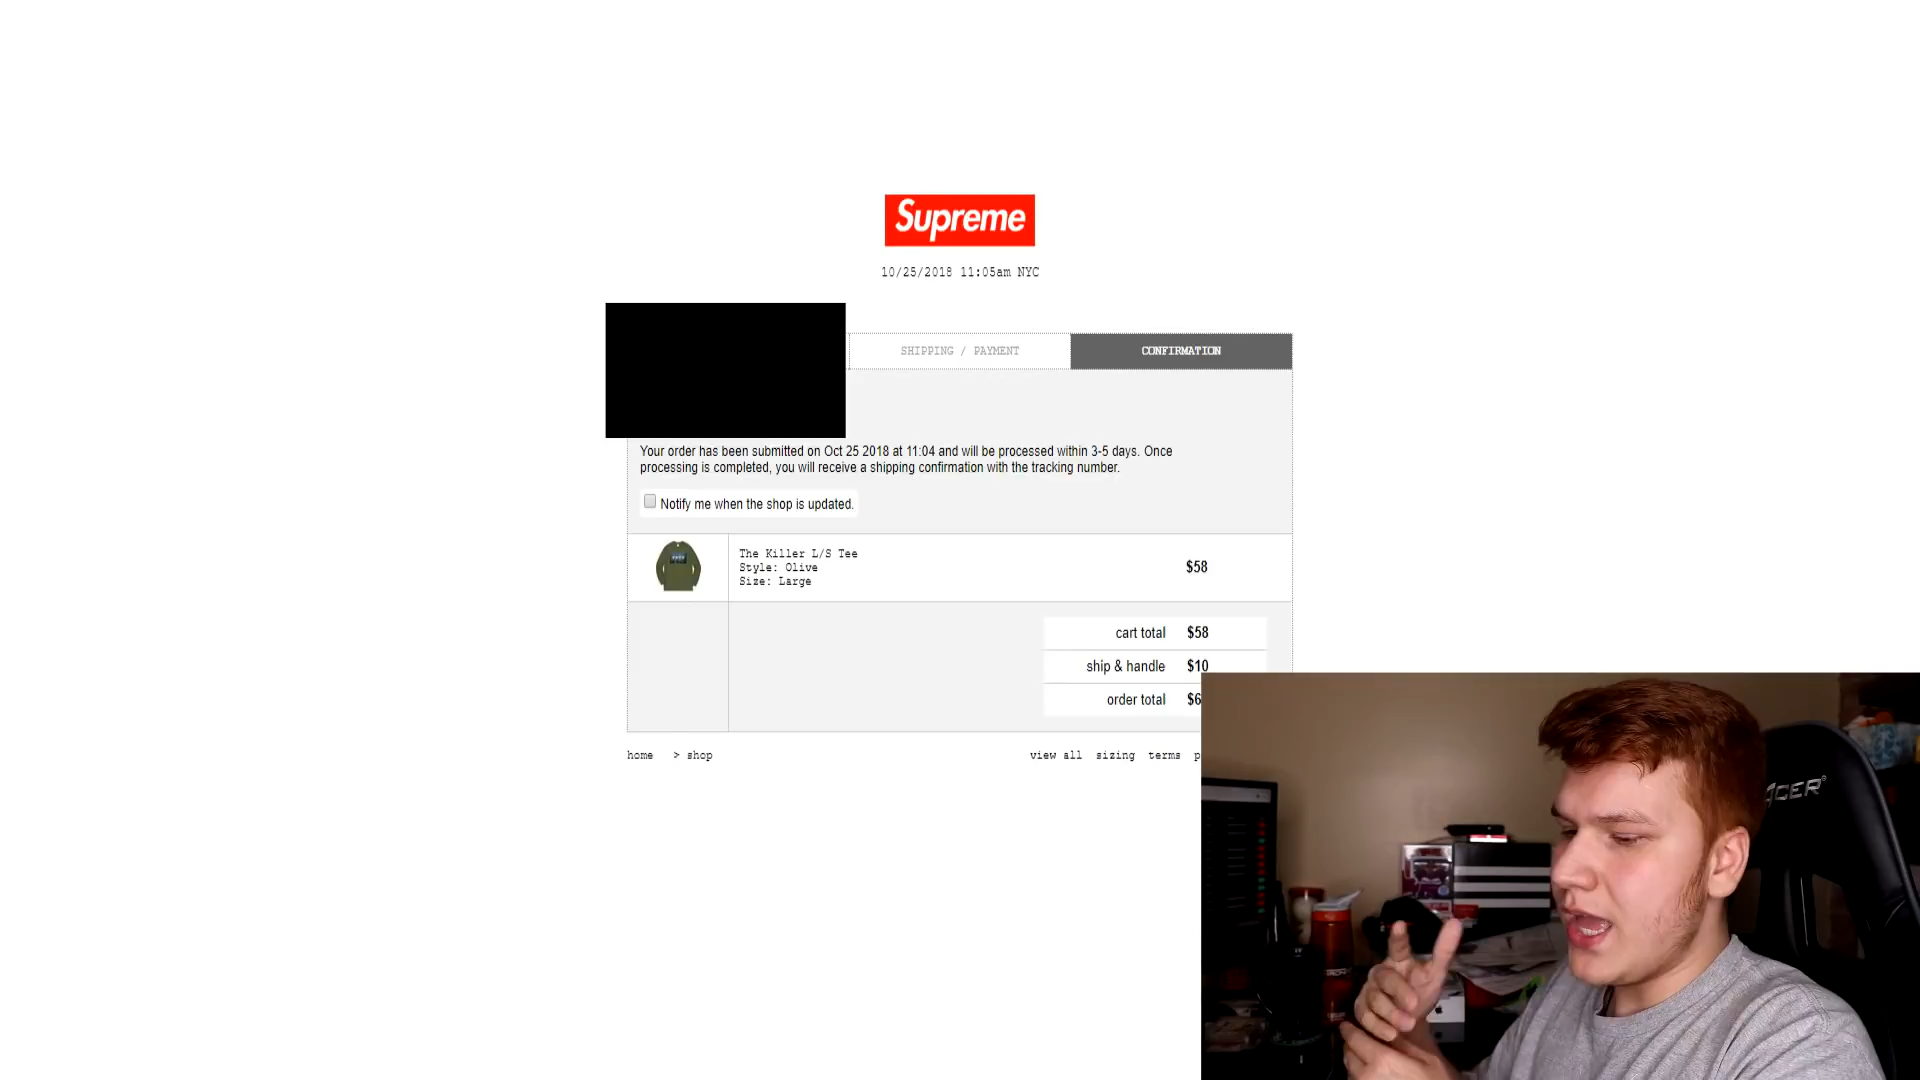 Supreme
10/25/2018 11:05am NYC
SHIPPING / PAYMENT
CONFIRMATION
Your order has been submitted on Oct 25 2018 at 11:04 and will be processed within 3-5 days. Once
processing is completed, you will receive a shipping confirmation with the tracking number.
Notify me when the shop is updated.
The Killer L/S Tee
Style: Olive
Size: Large
$58
cart total $58
ship & handle $10
order total $6
home > shop
view all sizing terms p